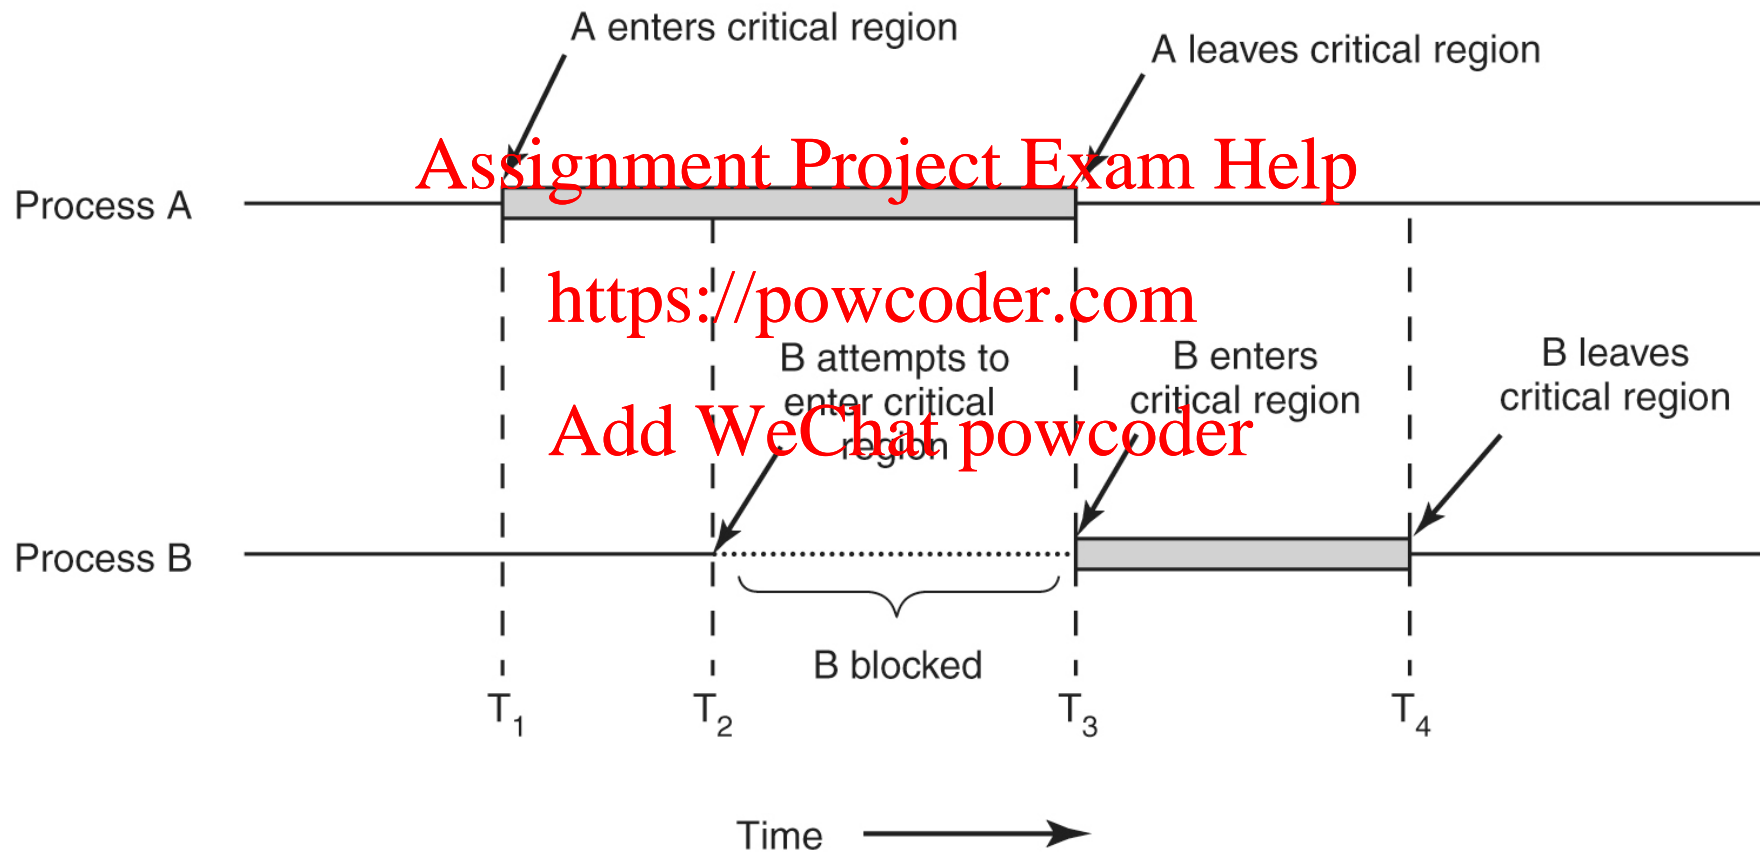 A enters critical region
A leaves critical region
Assignment Project Exam Help
Process A
https://powcoder.com
B attempts to
enter critical
region
B enters
critical region
B leaves
critical region
Add WeChat powcoder
Process B
B blocked
T1 T2 T3 T4
Time